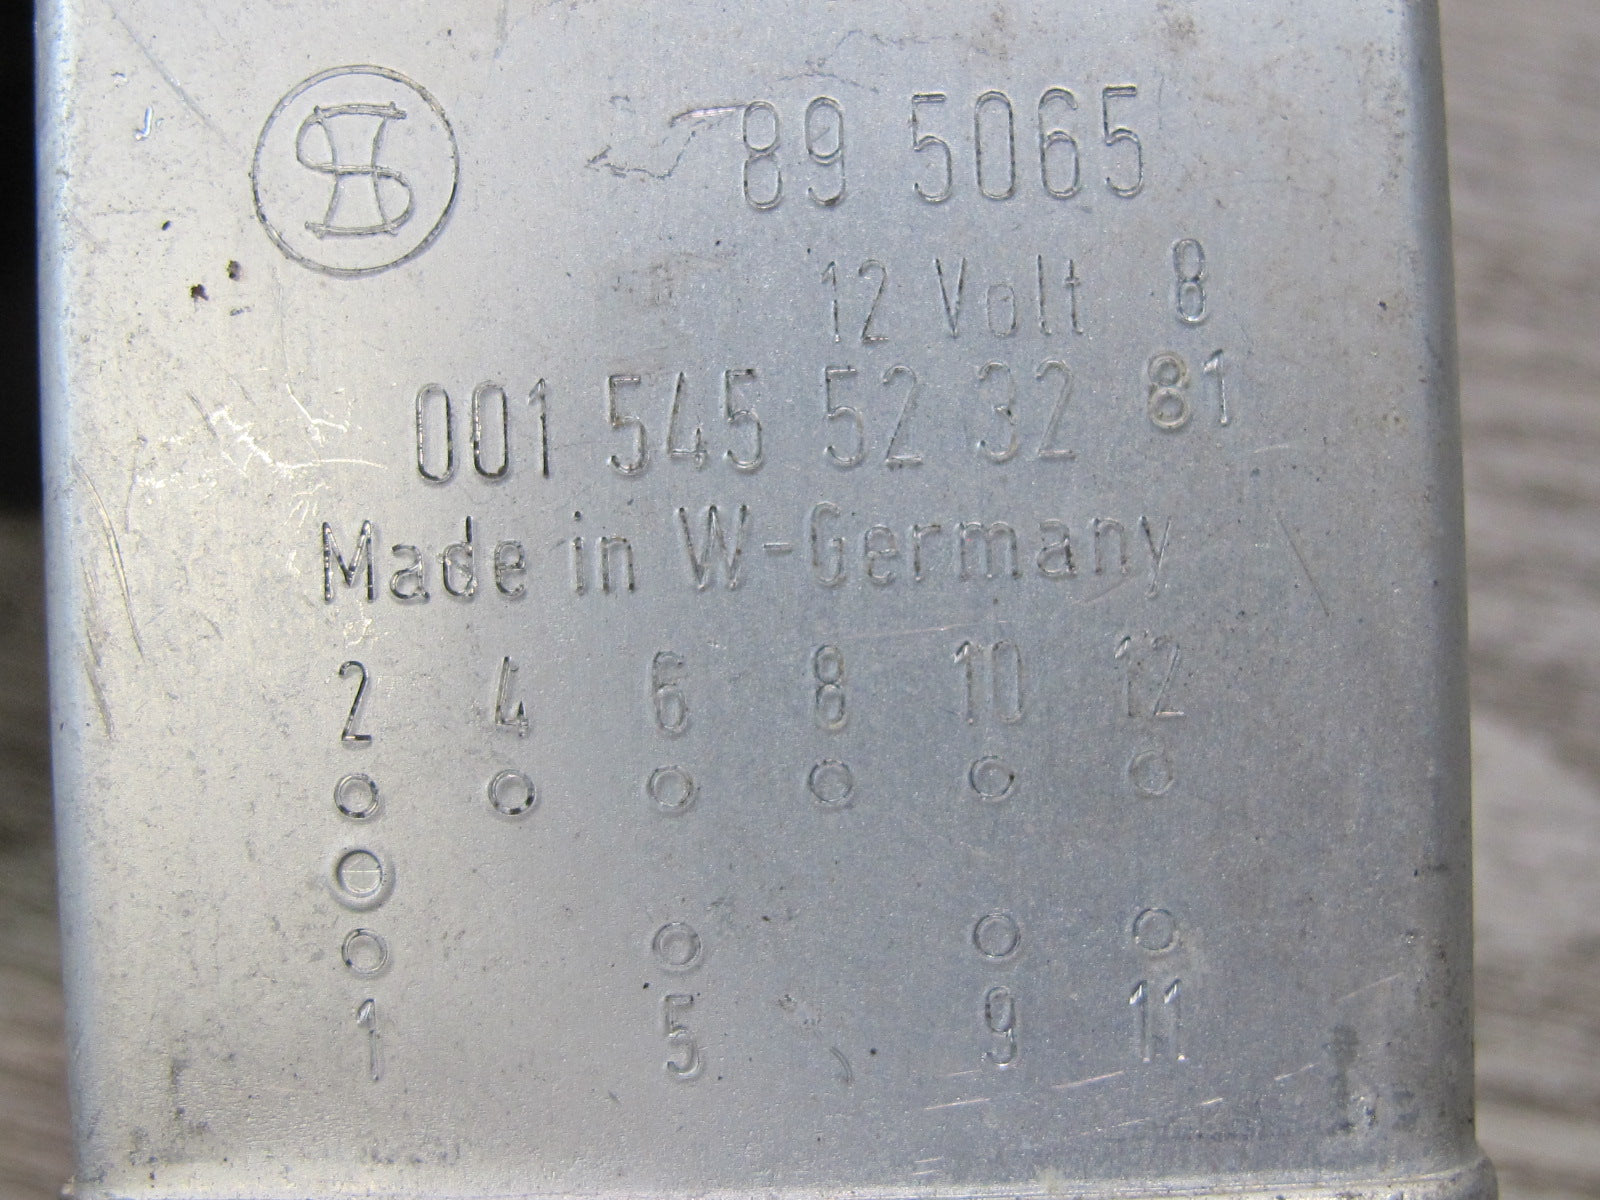 SH
89 5065
12 Volt 8
001 545 52 32 81
Made in W-Germany
2 4 6 8 10 12
1 5 9 11